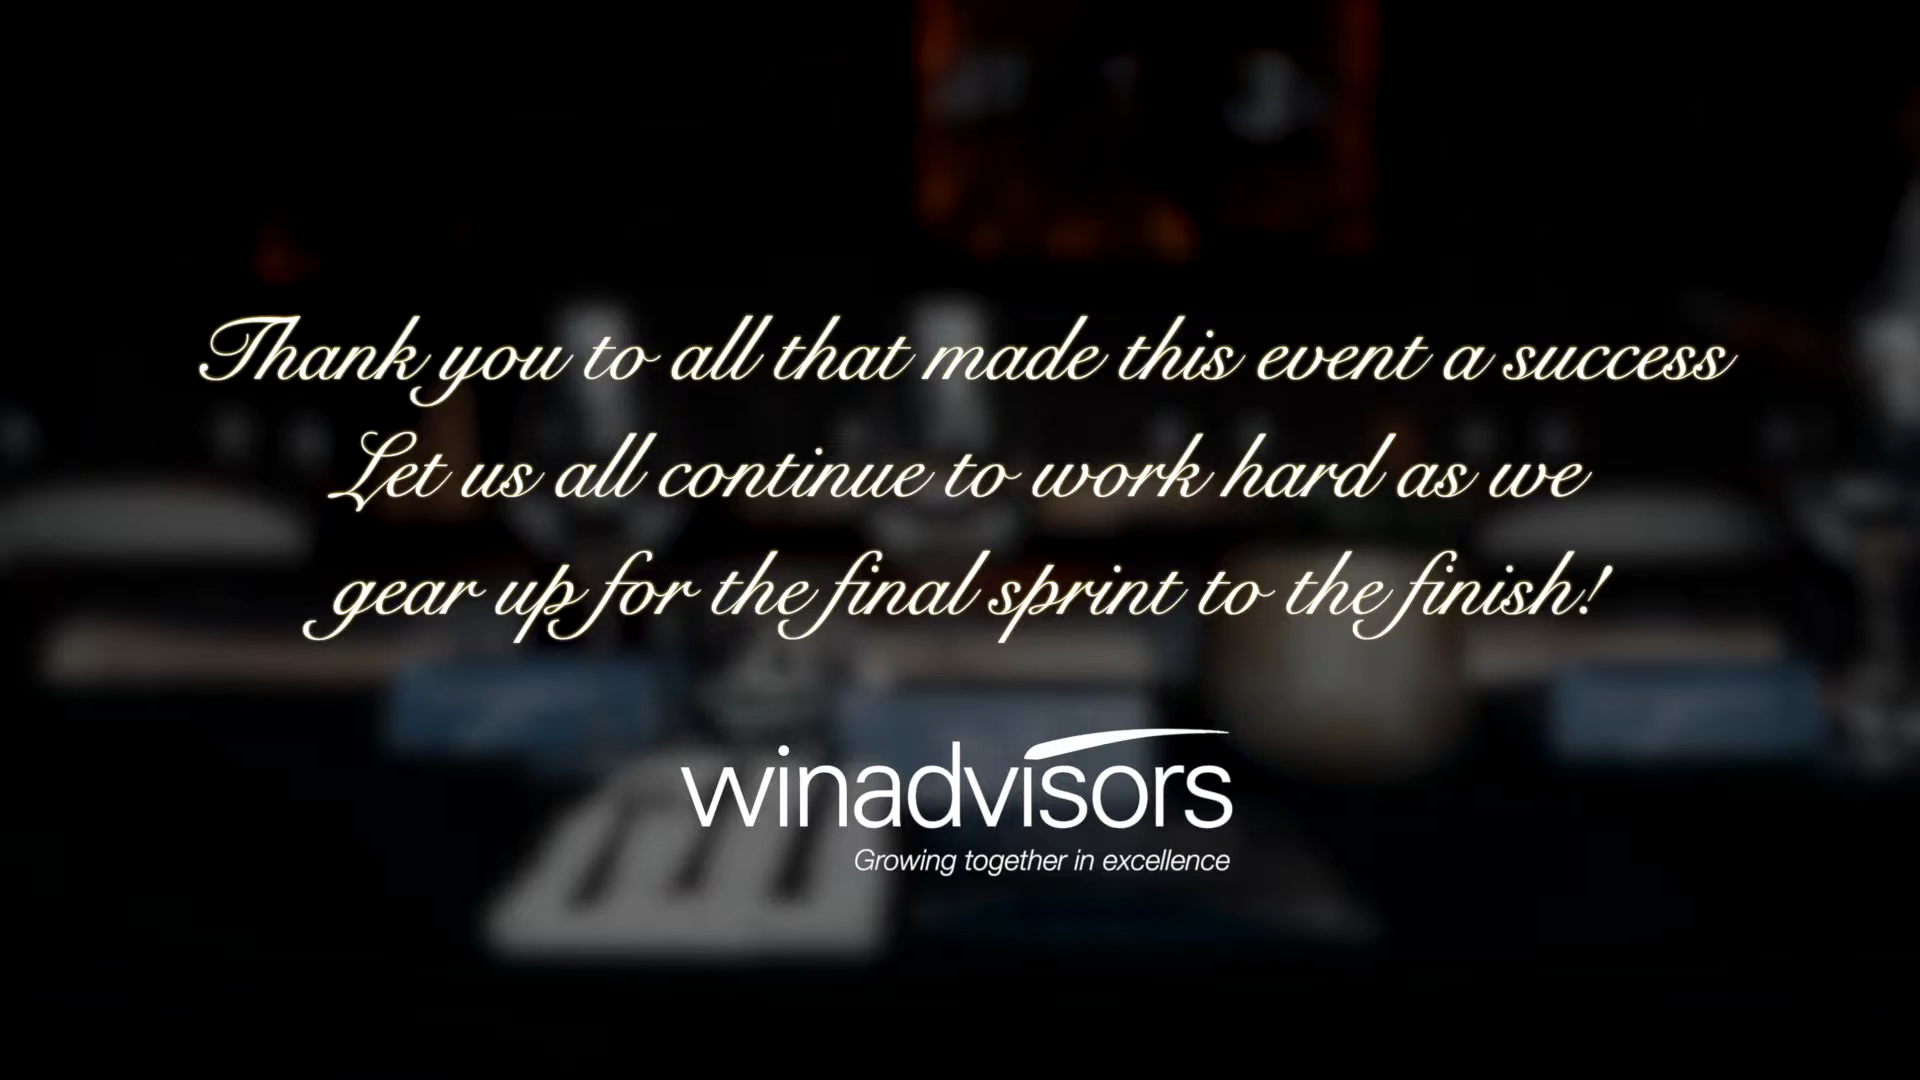 Thank you to all that made this event a success
Let us all continue to work hard as we
gear up for the final sprint to the finish!
winadvisors
Growing together in excellence